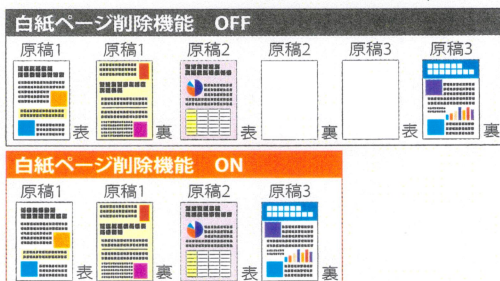 白紙ページ削除機能 OFF
原稿1 原稿1 原稿2 原稿2 原稿3 原稿3
表 裏 表 裏 表 裏
白紙ページ削除機能 ON
原稿1 原稿1 原稿2 原稿3
表 裏 表 裏